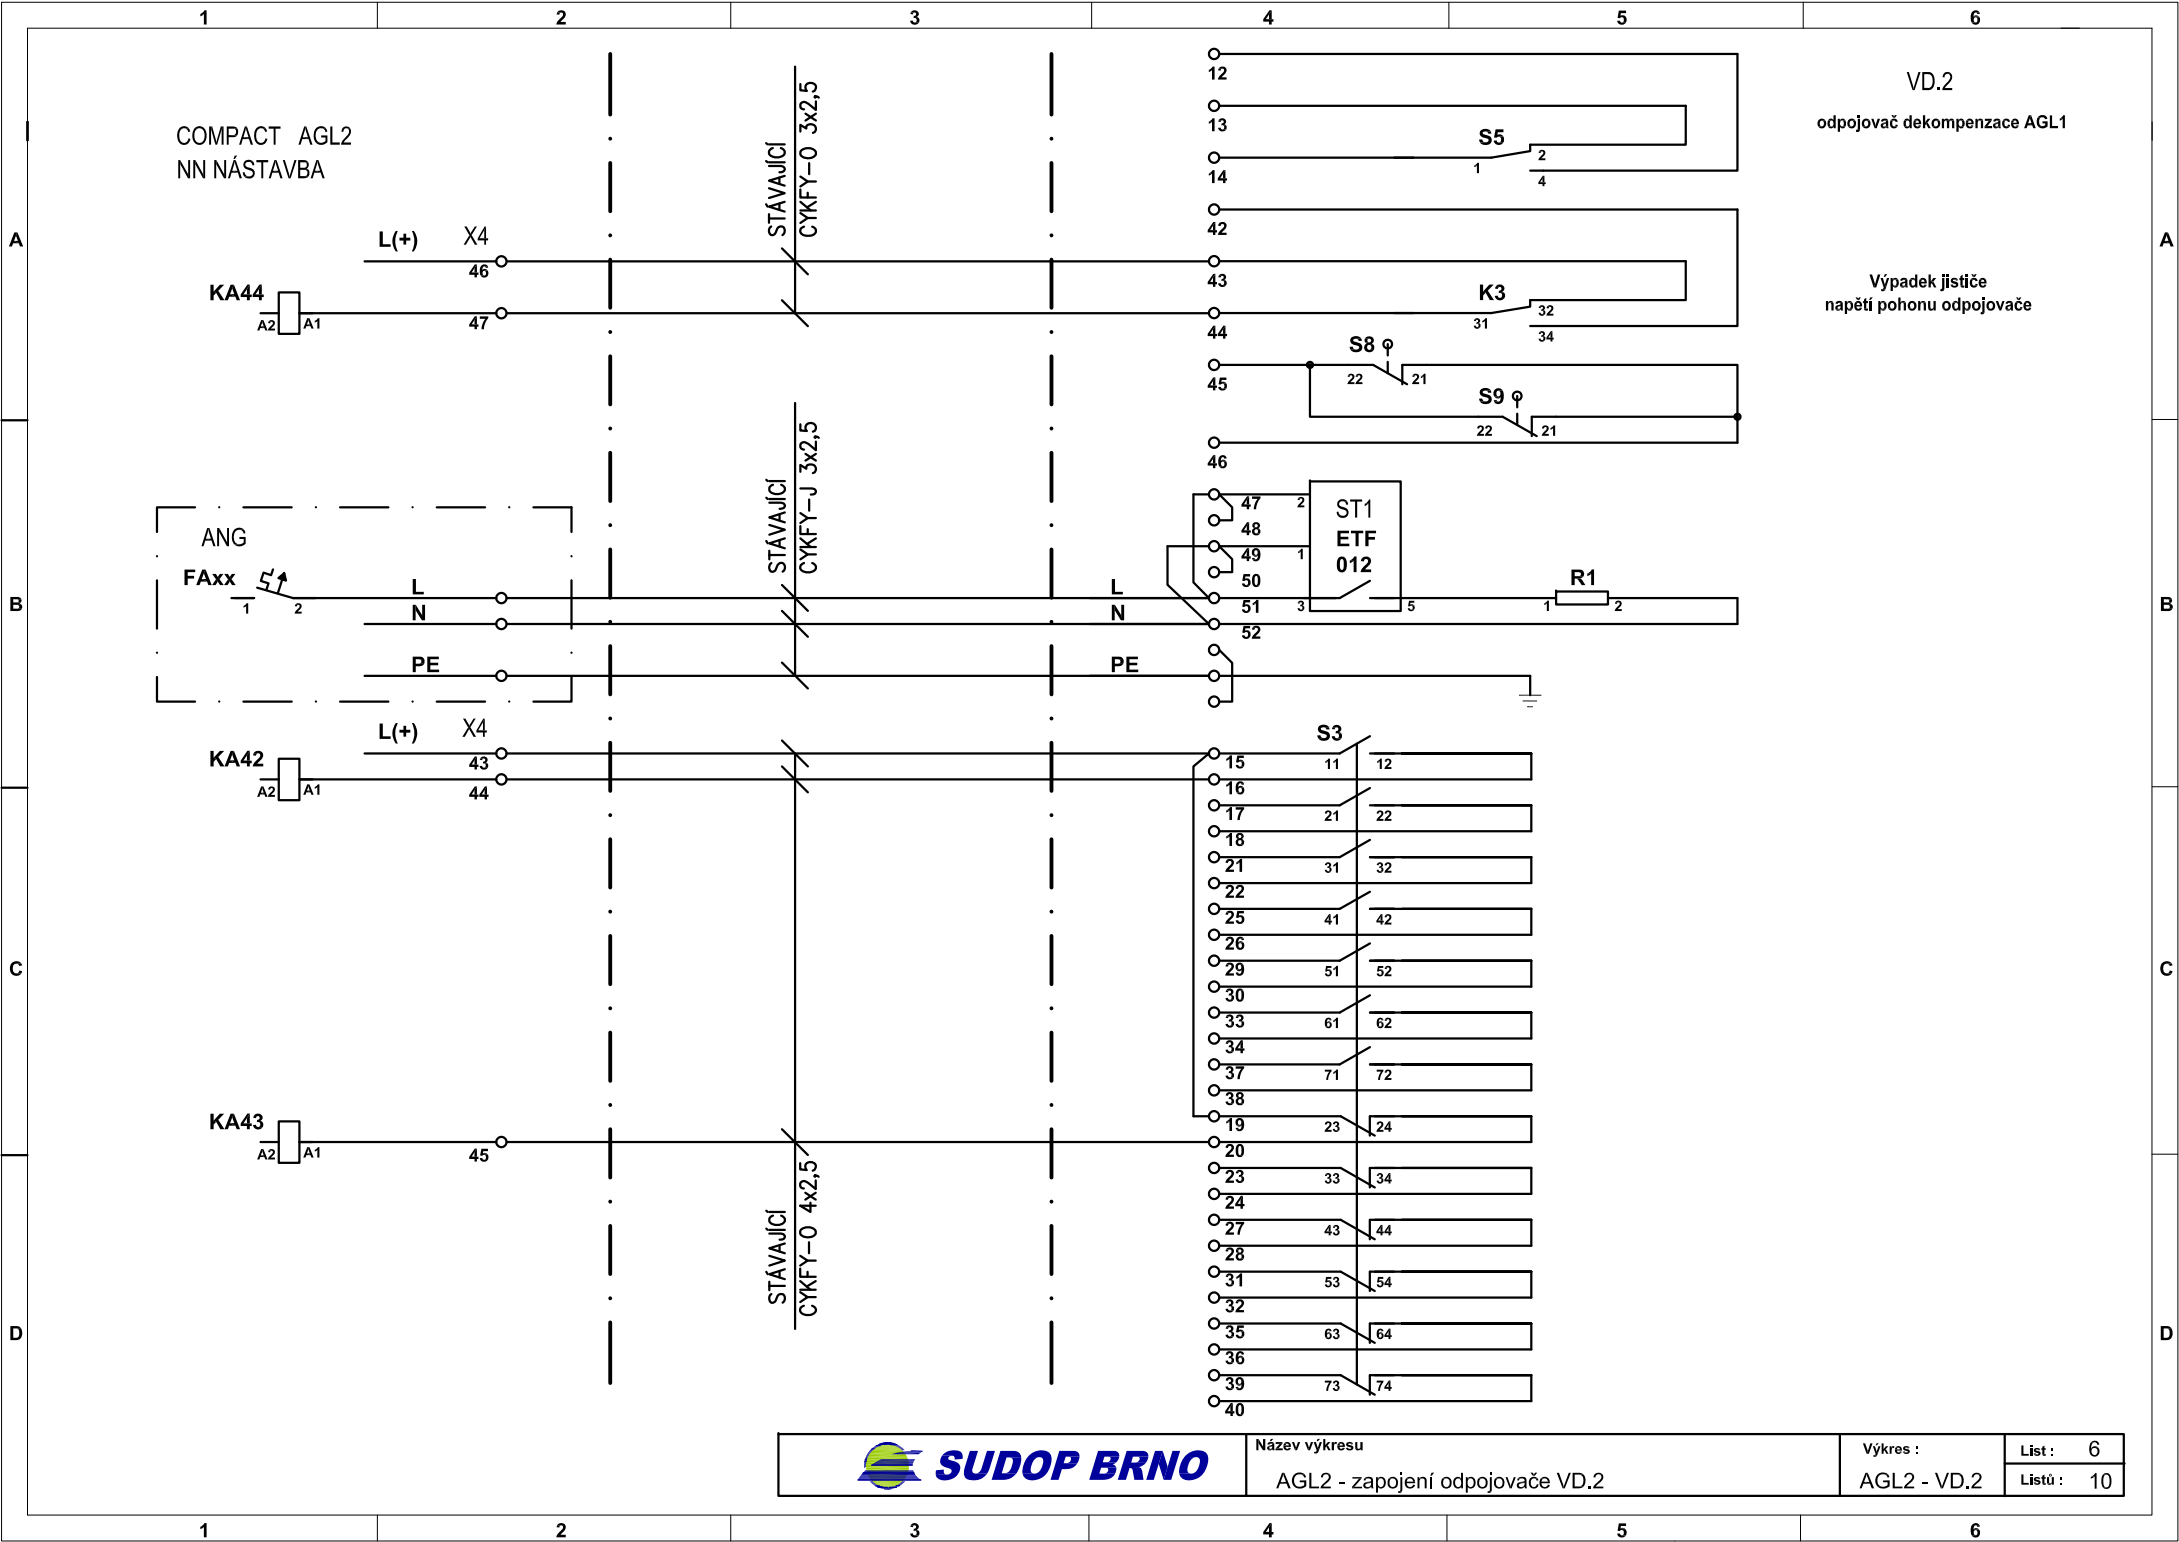 1 2 3 4 5 6
COMPACT AGL2
NN NÁSTAVBA
VD.2
odpojovač dekompenzace AGL1
STÁVAJÍCÍ
CYKFY-O 3x2,5
12
13
S5
14 1 2
4
A A
L(+) X4
46
42
43
Výpadek jističe
napětí pohonu odpojovače
KA44
A2 A1
47
K3
44 31 32
34
S8
45 22 21
S9
22 21
46
STÁVAJÍCÍ
CYKFY-J 3x2,5
ANG
FAxx
1 2
L
N
PE
L
N
PE
47 2
48
49 1
50
51 3 5
52
ST1
ETF
012
R1
1 2
B B
L(+) X4
43
KA42
A2 A1
44
S3
15 11 12
16
17 21 22
18
21 31 32
22
25 41 42
26
29 51 52
30
33 61 62
34
37 71 72
38
C C
KA43
A2 A1
45
19 23 24
20
23 33 34
24
27 43 44
28
31 53 54
32
35 63 64
36
39 73 74
40
STÁVAJÍCÍ
CYKFY-O 4x2,5
D D
SUDOP BRNO
Název výkresu
AGL2 - zapojení odpojovače VD.2
Výkres :
AGL2 - VD.2
List : 6
Listů : 10
1 2 3 4 5 6